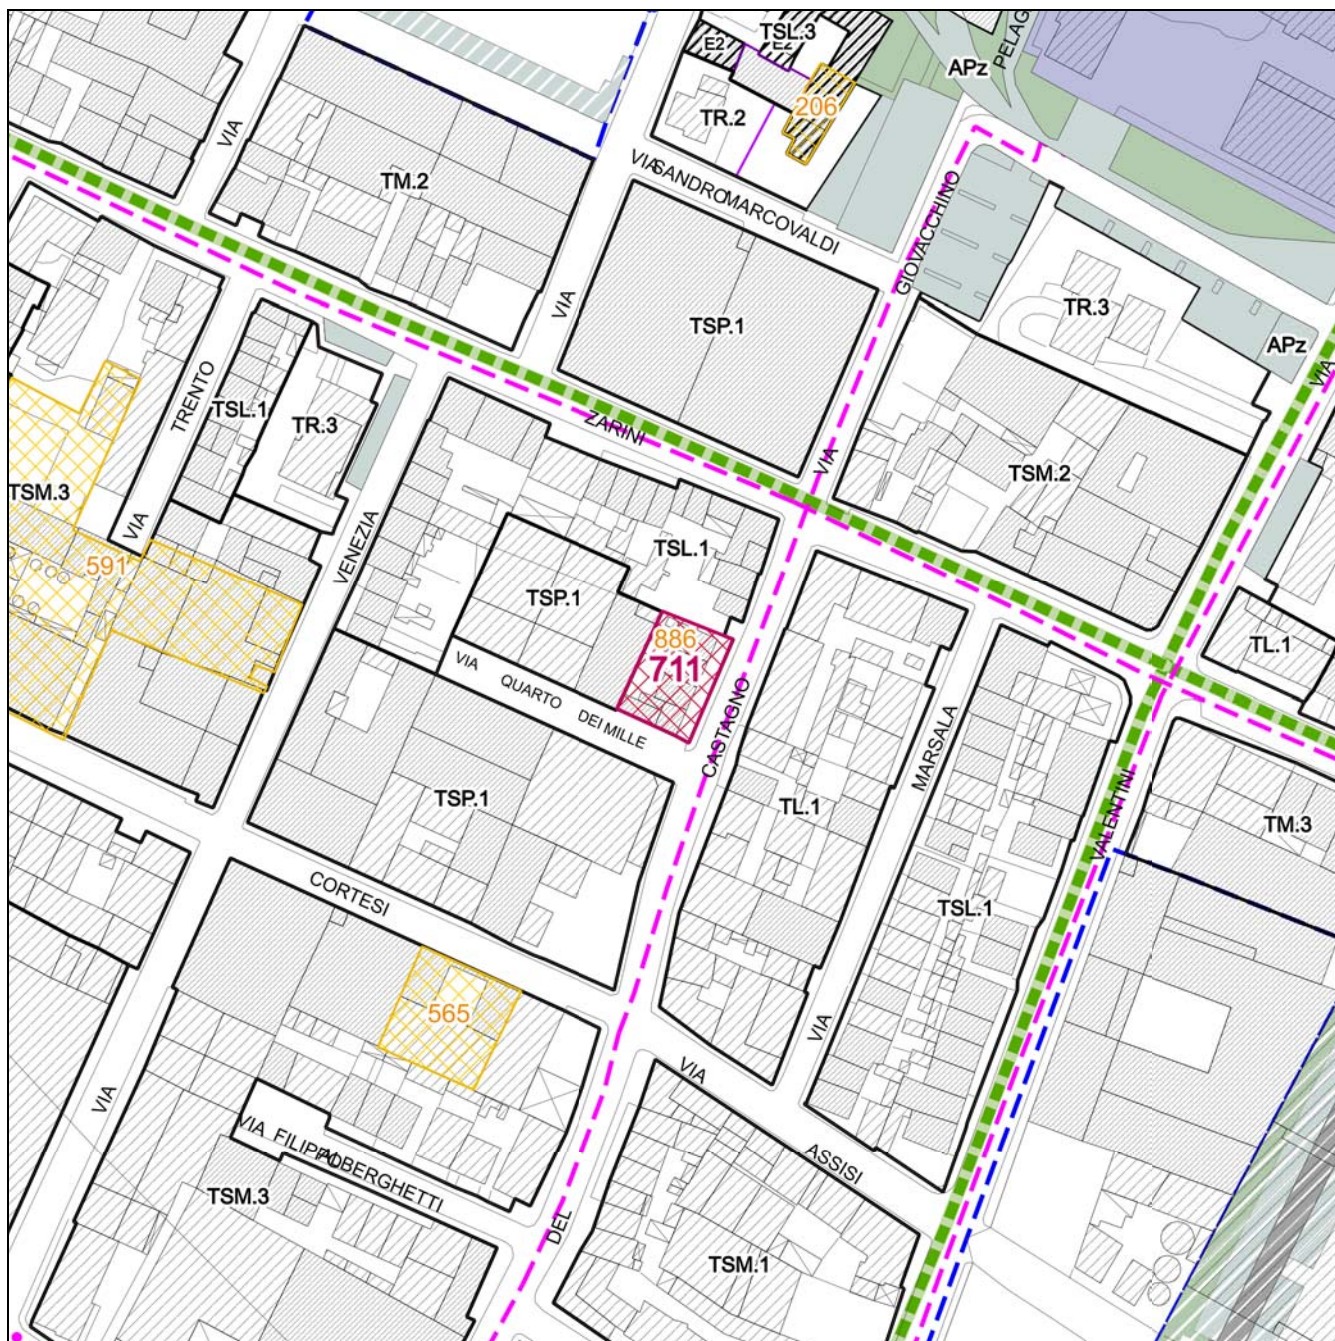 TSL.3
E2
E2
PELAG
APz
206
TR.2
VIA
TM.2
VIA
SANDRO
MARCOVALDI
GIOVACCHINO
VIA
TSP.1
TR.3
APz
VIA
TRENTO
TSL.1
TR.3
ZARINI
VIA
TSM.2
TSM.3
VIA
591
VENEZIA
TSL.1
TSP.1
886
711
VIA
QUARTO
DEI MILLE
CASTAGNO
TL.1
MARSALA
TSP.1
TL.1
VALENTINI
TM.3
CORTESI
TSL.1
565
VIA
VIA
VIA
VIA
FILIPPO
ALBERGHETTI
ASSISI
TSM.3
DEL
TSM.1